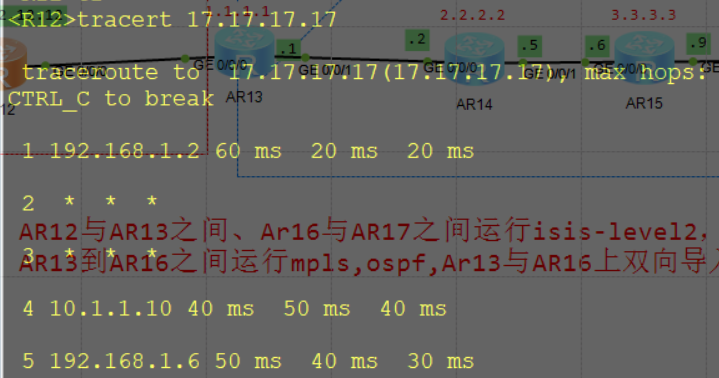 <R12>tracert 17.17.17.17
1.1.1.1
2.2.2.2
3.3.3.3
.1
.2
.5
.6
.9
GE 0/0/0
GE 0/0/1
GE 0/0/0
GE 0/0/1
GE 0/0/0
traceroute to 17.17.17.17(17.17.17.17), max hops:
CTRL_C to break
12
AR13
AR14
AR15
1 192.168.1.2 60 ms 20 ms 20 ms
2 * * *
AR12与AR13之间、Ar16与AR17之间运行isis-level2,
3 * * *
AR13到AR16之间运行mpls,ospf,Ar13与AR16上双向导
4 10.1.1.10 40 ms 50 ms 40 ms
5 192.168.1.6 50 ms 40 ms 30 ms